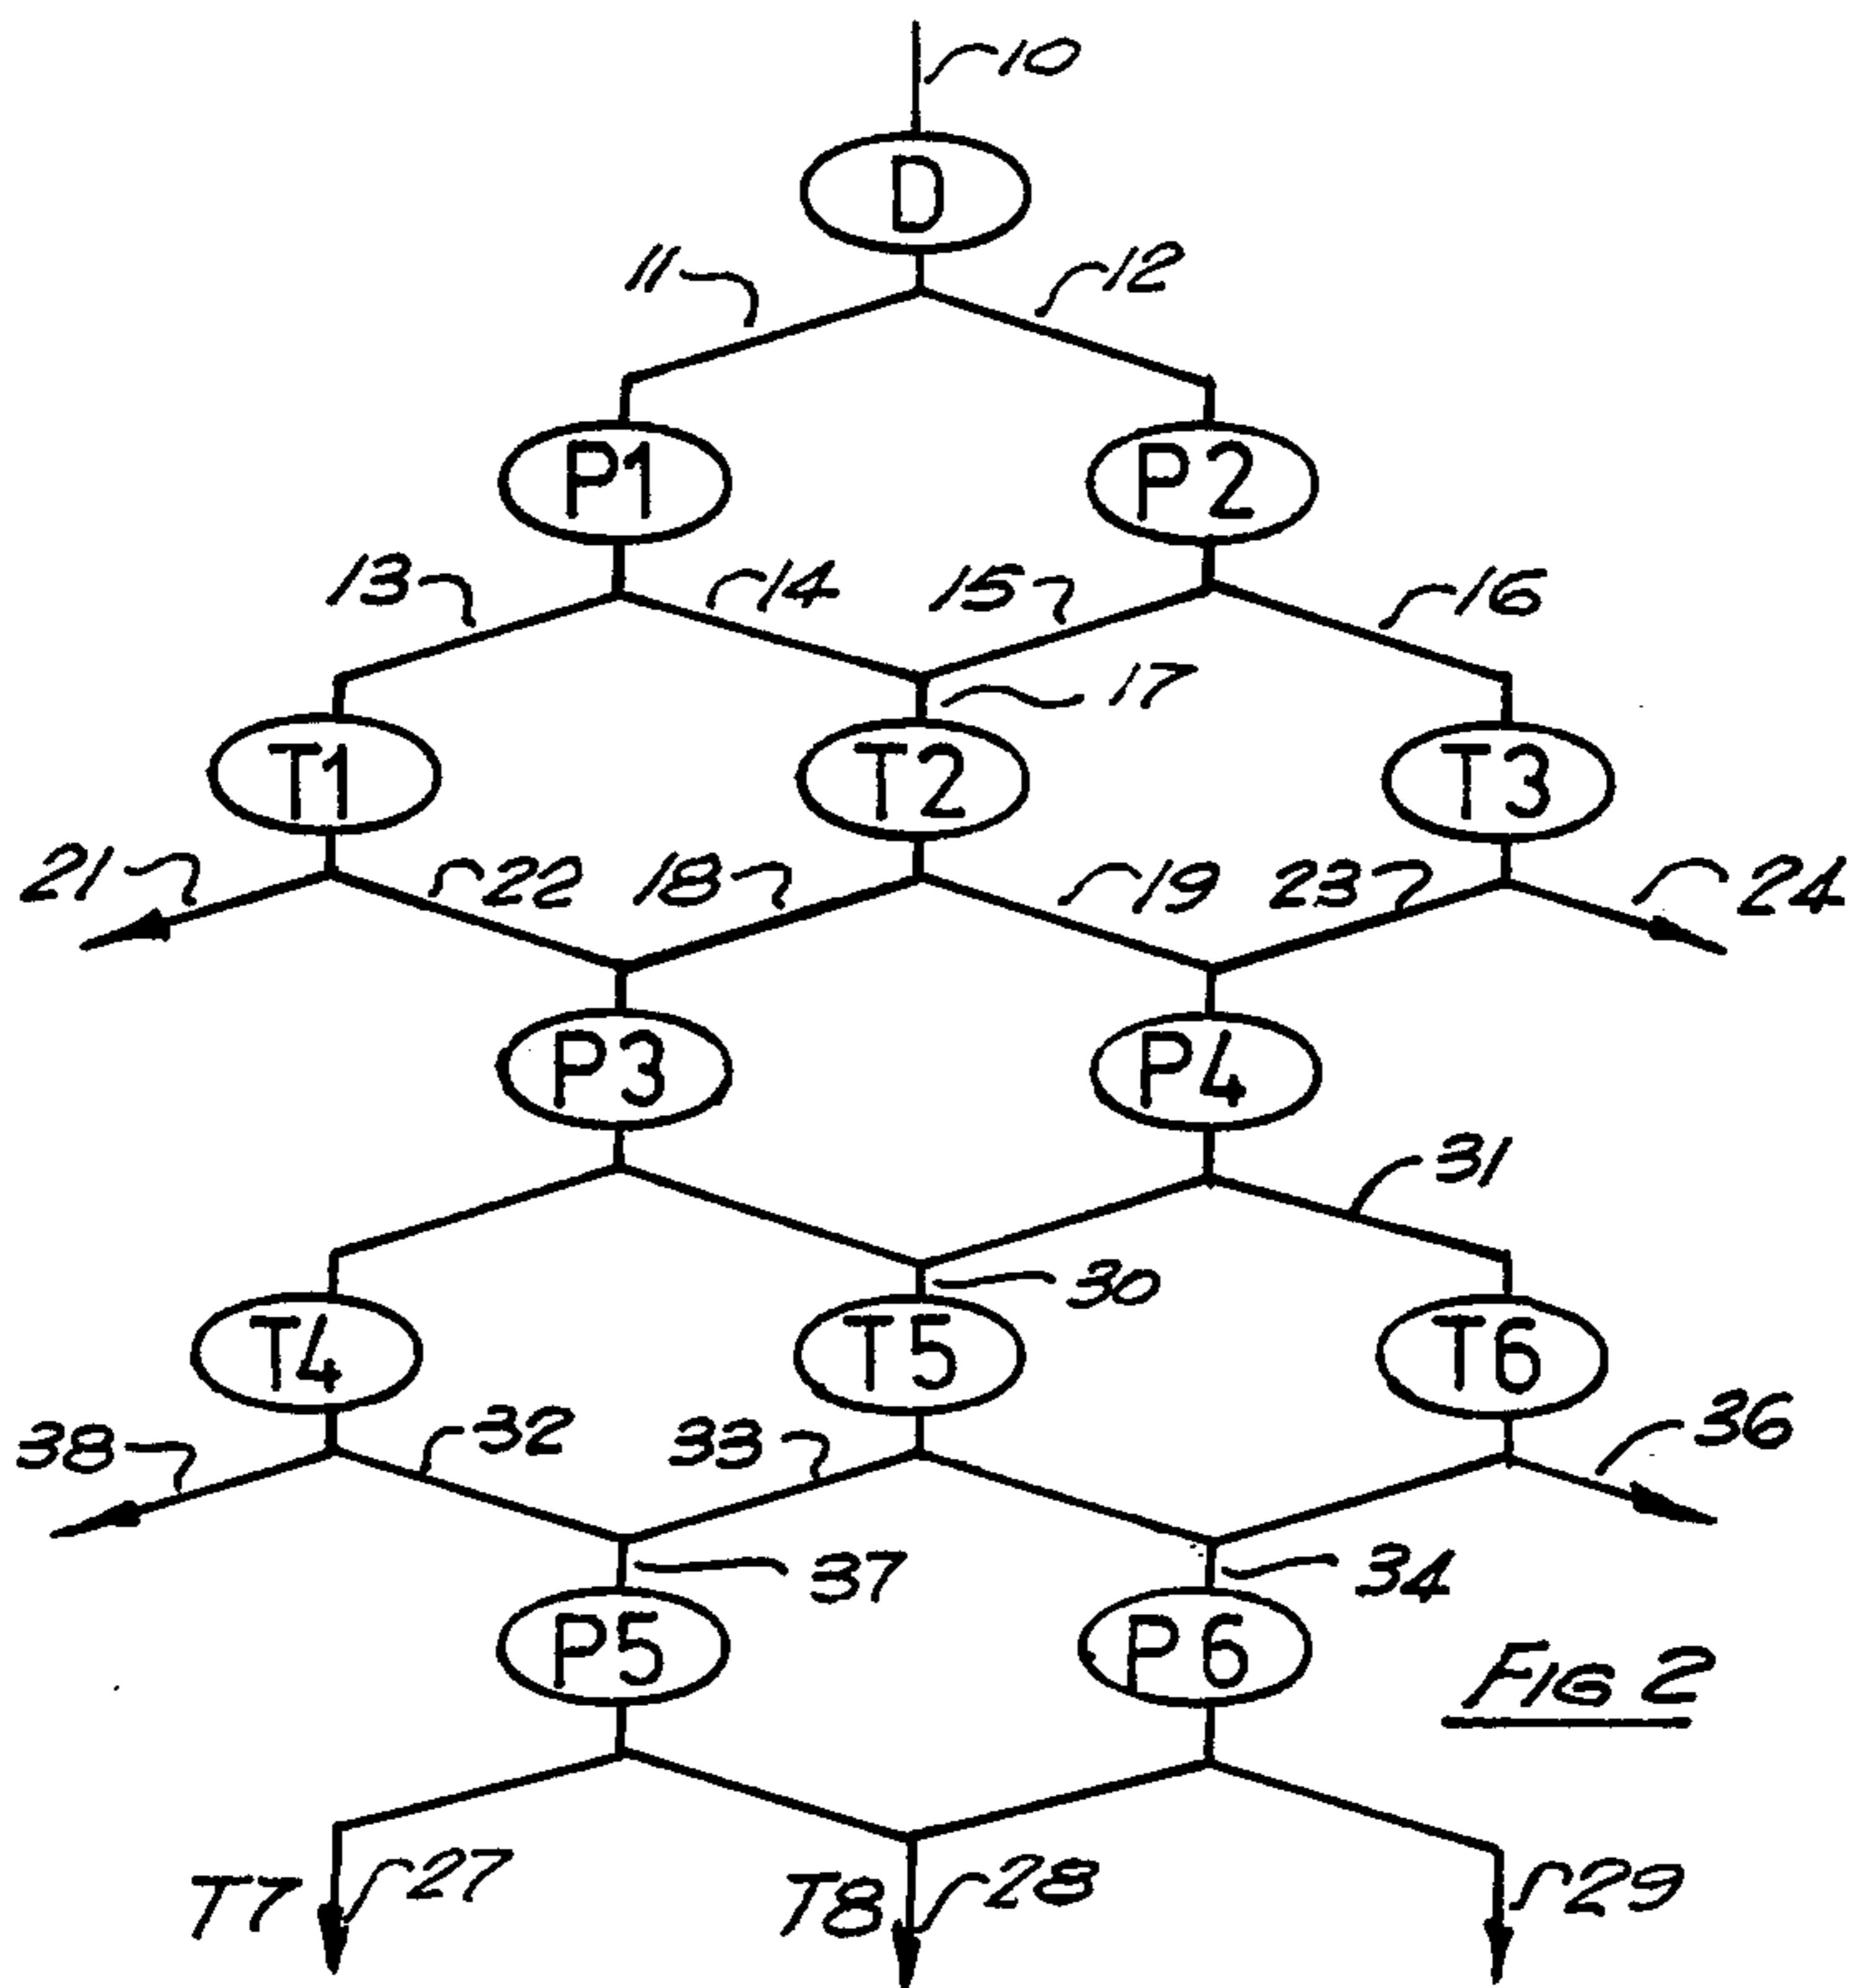 10
D
11 12
P1 P2
13 14 15 16
17
T1 T2 T3
21 22 18 19 23 24
P3 P4
31
30
T4 T5 T6
38 32 33 36
37 34
P5 P6
FIG 2
T7 27 T8 28 29